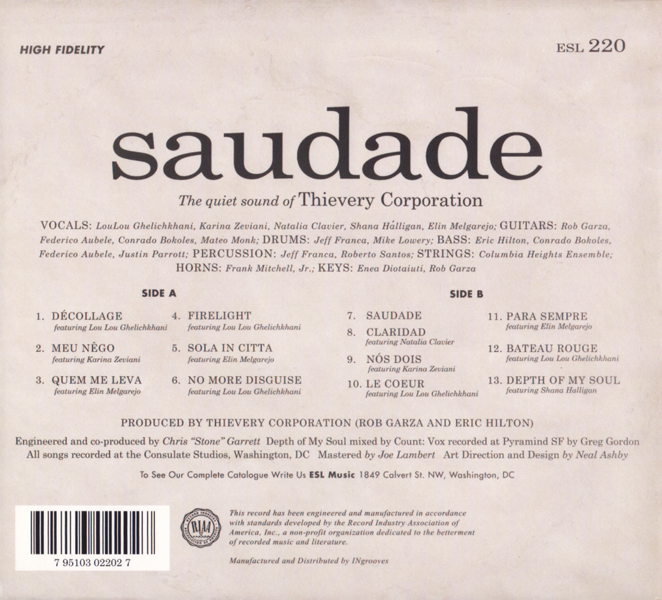 HIGH FIDELITY
ESL 220
saudade
The quiet sound of Thievery Corporation
VOCALS: LouLou Ghelichkhani, Karina Zeviani, Natalia Clavier, Shana Hálligan, Elin Melgarejo; GUITARS: Rob Garza,
Federico Aubele, Conrado Bokoles, Mateo Monk; DRUMS: Jeff Franca, Mike Lowery; BASS: Eric Hilton, Conrado Bokoles,
Federico Aubele, Justin Parrott; PERCUSSION: Jeff Franca, Roberto Santos; STRINGS: Columbia Heights Ensemble;
HORNS: Frank Mitchell, Jr.; KEYS: Enea Diotaiuti, Rob Garza
SIDE A
1. DÉCOLLAGE
featuring Lou Lou Ghelichkhani
2. MEU NÊGO
featuring Karina Zeviani
3. QUEM ME LEVA
featuring Elin Melgarejo
4. FIRELIGHT
featuring Lou Lou Ghelichkhani
5. SOLA IN CITTA
featuring Elin Melgarejo
6. NO MORE DISGUISE
featuring Lou Lou Ghelichkhani
SIDE B
7. SAUDADE
8. CLARIDAD
featuring Natalia Clavier
9. NÓS DOIS
featuring Karina Zeviani
10. LE COEUR
featuring Lou Lou Ghelichkhani
11. PARA SEMPRE
featuring Elin Melgarejo
12. BATEAU ROUGE
featuring Lou Lou Ghelichkhani
13. DEPTH OF MY SOUL
featuring Shana Halligan
PRODUCED BY THIEVERY CORPORATION (ROB GARZA AND ERIC HILTON)
Engineered and co-produced by Chris "Stone" Garrett Depth of My Soul mixed by Count: Vox recorded at Pyramind SF by Greg Gordon
All songs recorded at the Consulate Studios, Washington, DC Mastered by Joe Lambert Art Direction and Design by Neal Ashby
To See Our Complete Catalogue Write Us ESL Music 1849 Calvert St. NW, Washington, DC
7 95103 02202 7
RIAA
This record has been engineered and manufactured in accordance
with standards developed by the Record Industry Association of
America, Inc., a non-profit organization dedicated to the betterment
of recorded music and literature.
Manufactured and Distributed by INgrooves